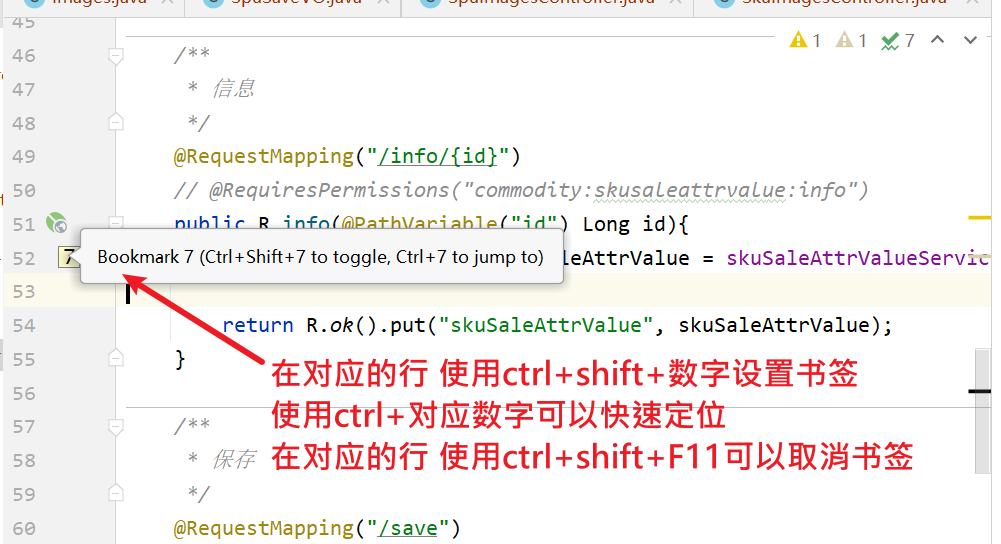 Images.java SpuSaveVO.java SpuImagesController.java SkuImagesController.java
45
1 1 7
46 /**
47 * 信息
48 */
49 @RequestMapping("/info/{id}")
50 // @RequiresPermissions("commodity:skusaleattrvalue:info")
51 public R info(@PathVariable("id") Long id){
52 7 Bookmark 7 (Ctrl+Shift+7 to toggle, Ctrl+7 to jump to) leAttrValue = skuSaleAttrValueServic
53
54 return R.ok().put("skuSaleAttrValue", skuSaleAttrValue);
55 }
在对应的行 使用ctrl+shift+数字设置书签
56
使用ctrl+对应数字可以快速定位
57 /**
58 * 保存
在对应的行 使用ctrl+shift+F11可以取消书签
59 */
60 @RequestMapping("/save")